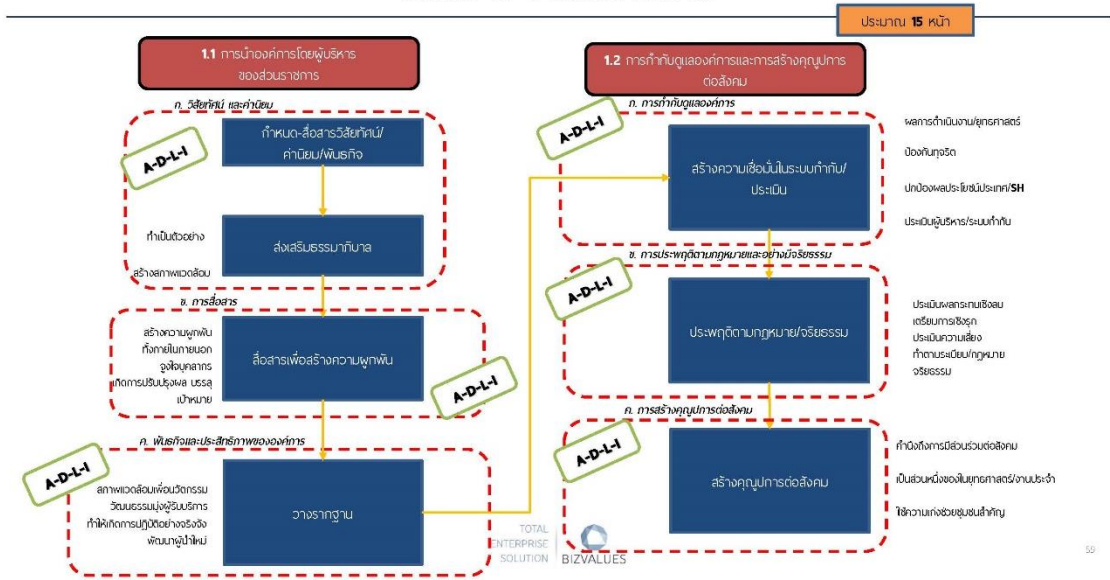 ประมาณ 15 หน้า
1.1 การนำองค์การโดยผู้บริหาร
ของส่วนราชการ
ก. วิสัยทัศน์ และค่านิยม
A-D-L-I
กำหนด-สื่อสารวิสัยทัศน์/
ค่านิยม/พันธกิจ
ทำเป็นตัวอย่าง
สร้างสภาพแวดล้อม
ส่งเสริมธรรมาภิบาล
ข. การสื่อสาร
สร้างความผูกพัน
ทั้งภายในภายนอก
จูงใจบุคลากร
เกิดการปรับปรุงผล บรรลุ
เป้าหมาย
สื่อสารเพื่อสร้างความผูกพัน
A-D-L-I
ค. พันธกิจและประสิทธิภาพขององค์การ
A-D-L-I
สภาพแวดล้อมเพื่อนวัตกรรม
วัฒนธรรมมุ่งผู้รับบริการ
ทำให้เกิดการปฏิบัติอย่างจริงจัง
พัฒนาผู้นำใหม่
วางรากฐาน
1.2 การกำกับดูแลองค์การและการสร้างคุณูปการ
ต่อสังคม
ก. การกำกับดูแลองค์การ
A-D-L-I
สร้างความเชื่อมั่นในระบบกำกับ/
ประเมิน
ผลการดำเนินงาน/ยุทธศาสตร์
ป้องกันทุจริต
ปกป้องผลประโยชน์ประเทศ/SH
ประเมินผู้บริหาร/ระบบกำกับ
ข. การประพฤติตามกฎหมายและอย่างมีจริยธรรม
A-D-L-I
ประพฤติตามกฎหมาย/จริยธรรม
ประเมินผลกระทบเชิงลบ
เตรียมการเชิงรุก
ประเมินความเสี่ยง
ทำตามระเบียบ/กฎหมาย
จริยธรรม
ค. การสร้างคุณูปการต่อสังคม
A-D-L-I
สร้างคุณูปการต่อสังคม
คำนึงถึงการมีส่วนร่วมต่อสังคม
เป็นส่วนหนึ่งของในยุทธศาสตร์/งานประจำ
ใช้ความเก่งช่วยชุมชนสำคัญ
TOTAL
ENTERPRISE
SOLUTION
BIZVALUES
59